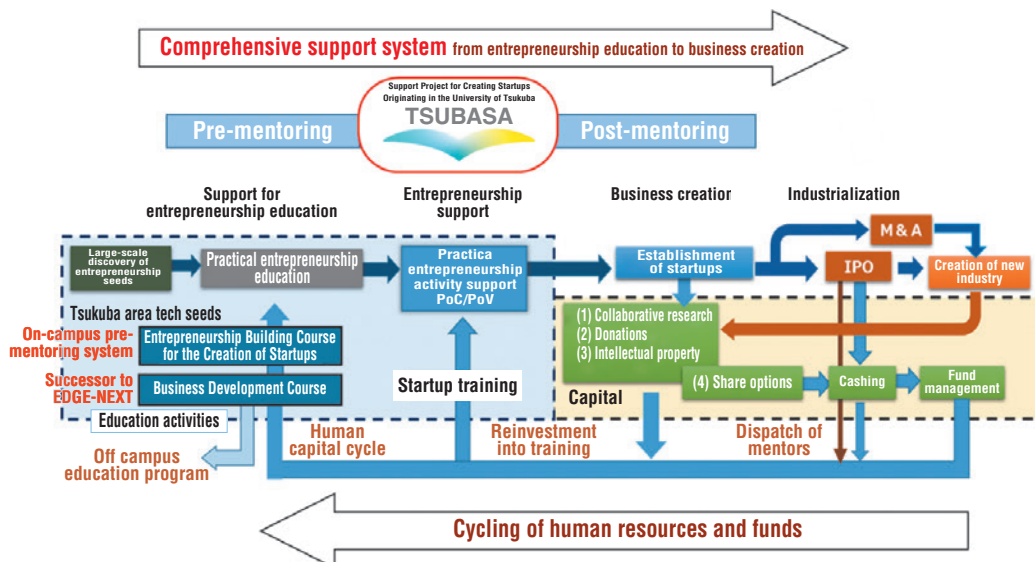 Comprehensive support system from entrepreneurship education to business creation
Support Project for Creating Startups
Originating in the University of Tsukuba
TSUBASA
Pre-mentoring
Post-mentoring
Support for
entrepreneurship education
Entrepreneurship
support
Business creation
Industrialization
Large-scale
discovery of
entrepreneurship
seeds
Practical entrepreneurship
education
Practica
entrepreneurship
activity support
PoC/PoV
Establishment
of startups
M & A
IPO
Creation of new
industry
Tsukuba area tech seeds
On-campus pre-
mentoring system
Entrepreneurship Building Course
for the Creation of Startups
Successor to
EDGE-NEXT
Business Development Course
Education activities
Off campus
education program
Startup training
(1) Collaborative research
(2) Donations
(3) Intellectual property
(4) Share options
Cashing
Fund
management
Capital
Human
capital cycle
Reinvestment
into training
Dispatch of
mentors
Cycling of human resources and funds